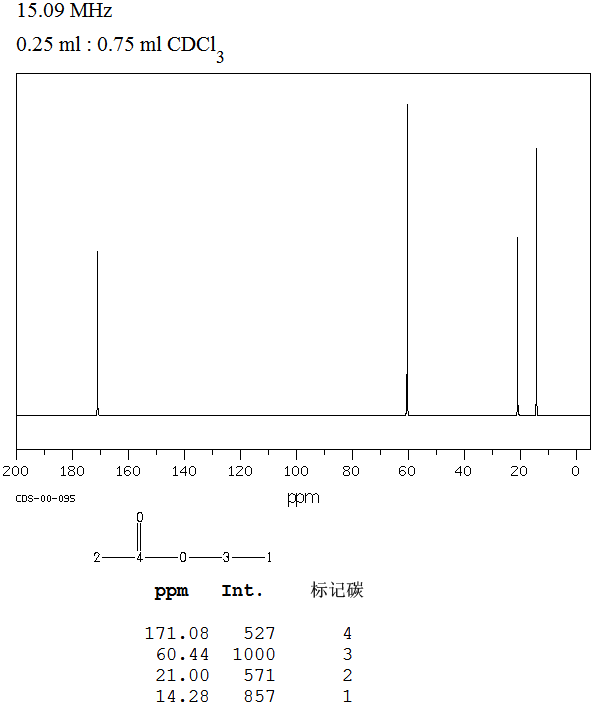 15.09 MHz
0.25 ml : 0.75 ml CDCl3
200 180 160 140 120 100 80 60 40 20 0
CDS-00-095
ppm
O
2 4 O 3 1
ppm Int. 标记碳
171.08 527 4
60.44 1000 3
21.00 571 2
14.28 857 1